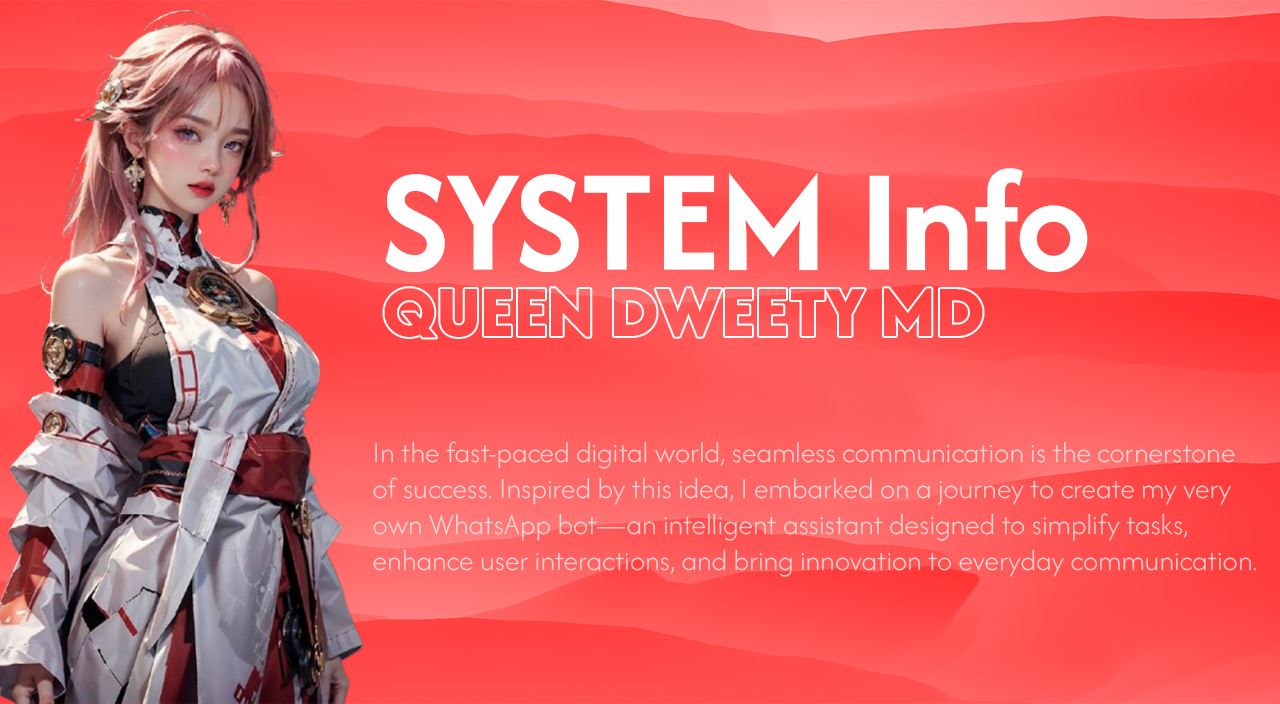 SYSTEM Info
QUEEN DWEETY MD
In the fast-paced digital world, seamless communication is the cornerstone
of success. Inspired by this idea, I embarked on a journey to create my very
own WhatsApp bot—an intelligent assistant designed to simplify tasks,
enhance user interactions, and bring innovation to everyday communication.